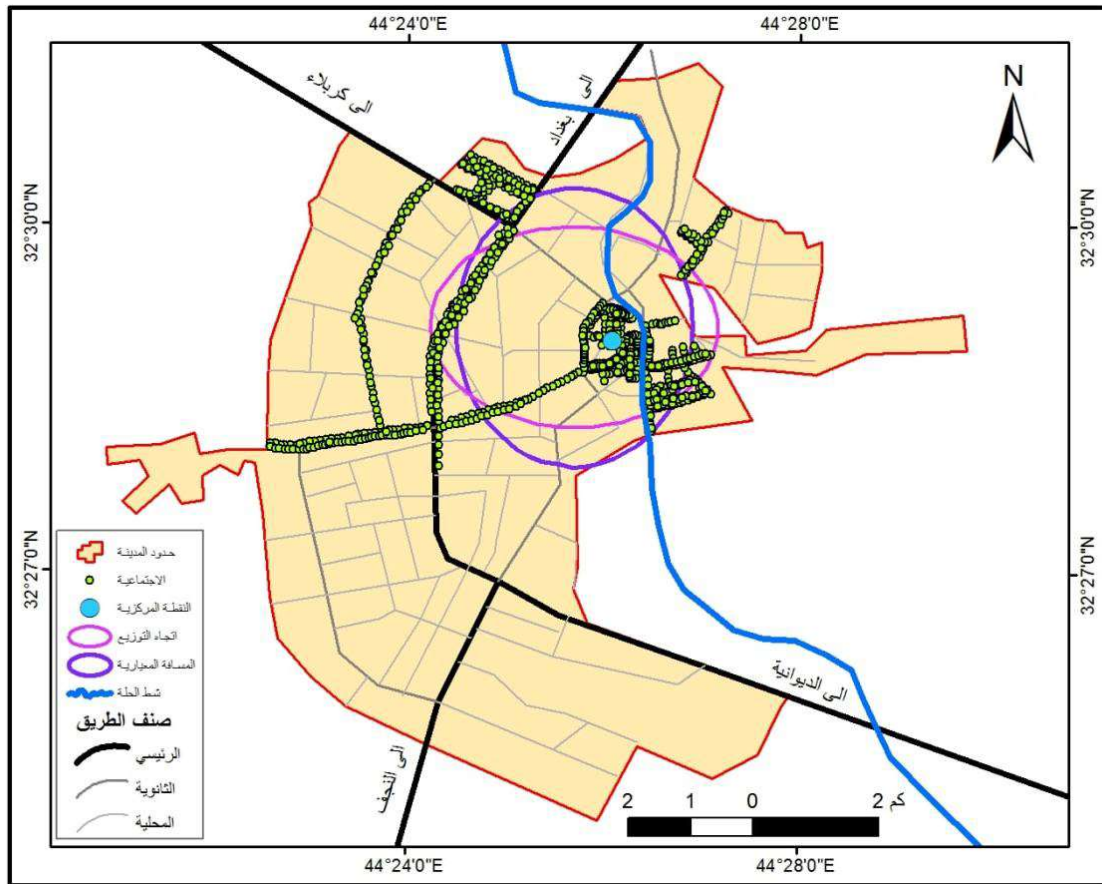 44°24'0"E
44°28'0"E
الى كربلاء
الى بغداد
N
32°30'0"N
32°30'0"N
32°27'0"N
32°27'0"N
حدود المدينة
الاجتماعية
النقطة المركزية
اتجاه التوزيع
المسافة المعيارية
شط الحلة
صنف الطريق
الرئيسي
الثانوية
المحلية
الى الديوانية
الى النجف
2 1 0 2 كم
44°24'0"E
44°28'0"E